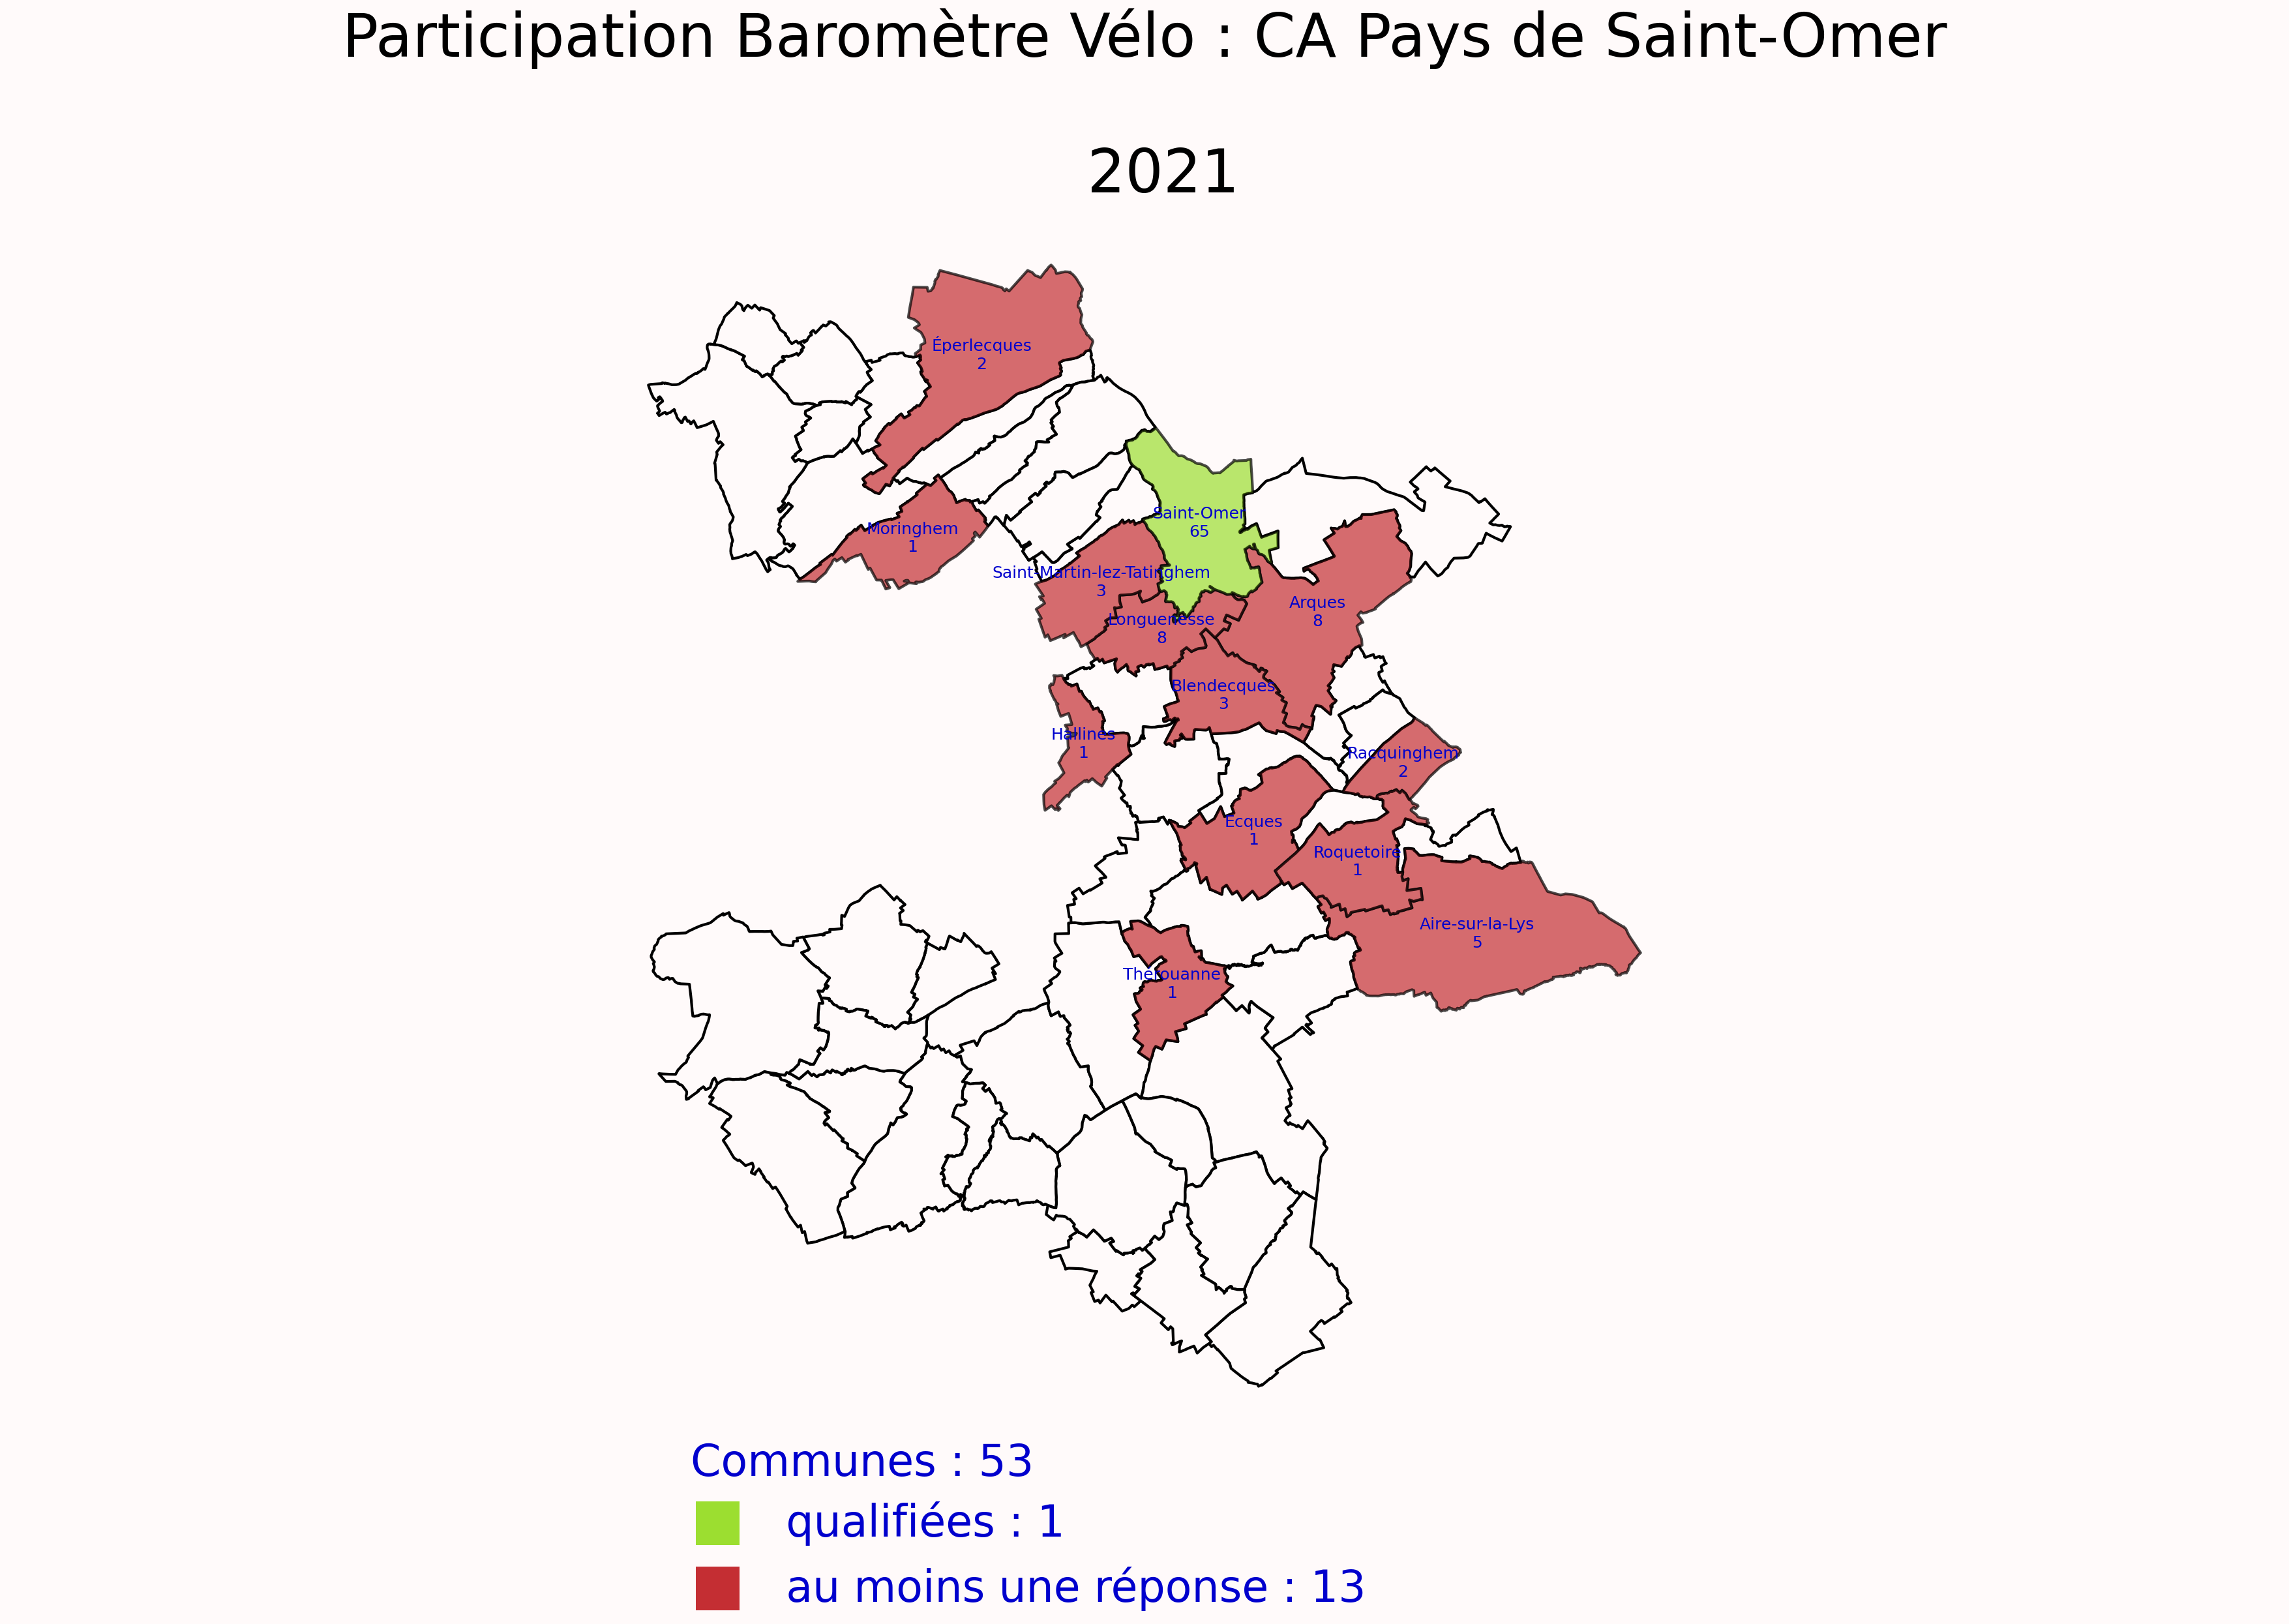 Participation Baromètre Vélo : CA Pays de Saint-Omer
2021
Éperlecques
2
Saint-Omer
65
Moringhem
1
Saint-Martin-lez-Tatinghem
3
Arques
8
Longuenesse
8
Blendecques
3
Hallines
1
Racquinghem
2
Ecques
1
Roquetoire
1
Aire-sur-la-Lys
5
Thérouanne
1
Communes : 53
qualifiées : 1
au moins une réponse : 13